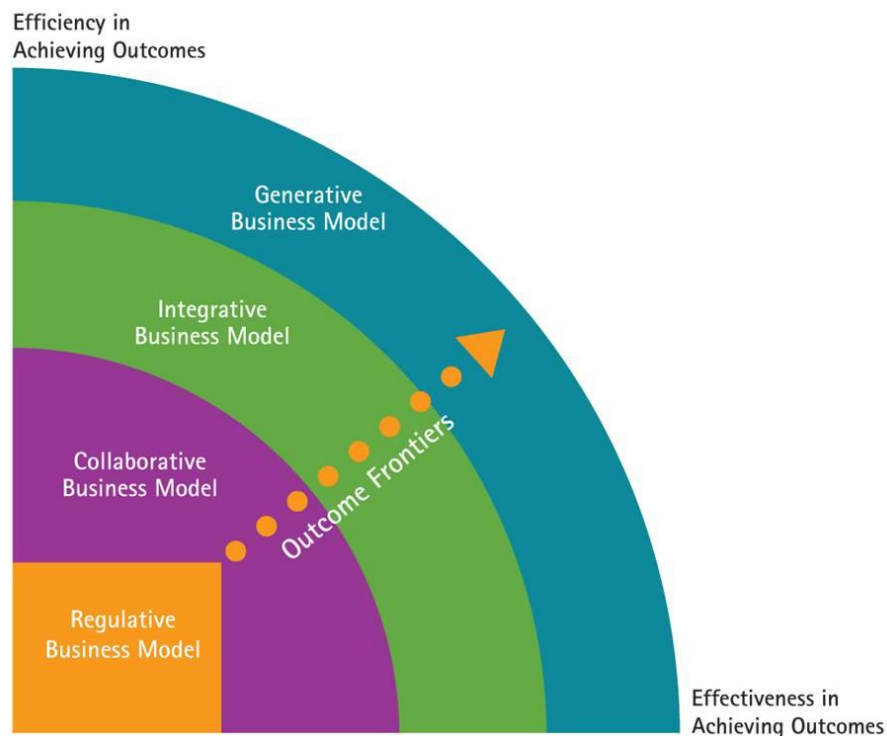 Efficiency in
Achieving Outcomes
Generative
Business Model
Integrative
Business Model
Outcome Frontiers
Collaborative
Business Model
Regulative
Business Model
Effectiveness in
Achieving Outcomes